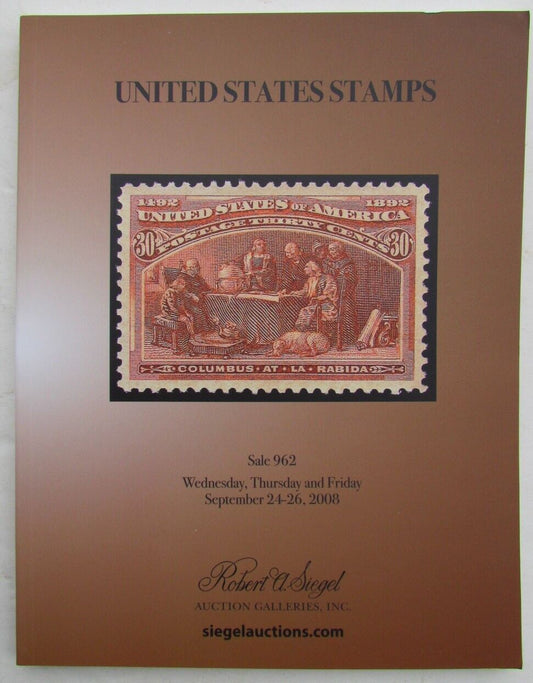 UNITED STATES STAMPS
1492 1892
UNITED STATES OF AMERICA
POSTAGE THIRTY CENTS
30 30
COLUMBUS · AT · LA · RABIDA
Sale 962
Wednesday, Thursday and Friday
September 24-26, 2008
Robert A. Siegel
AUCTION GALLERIES, INC.
siegelauctions.com